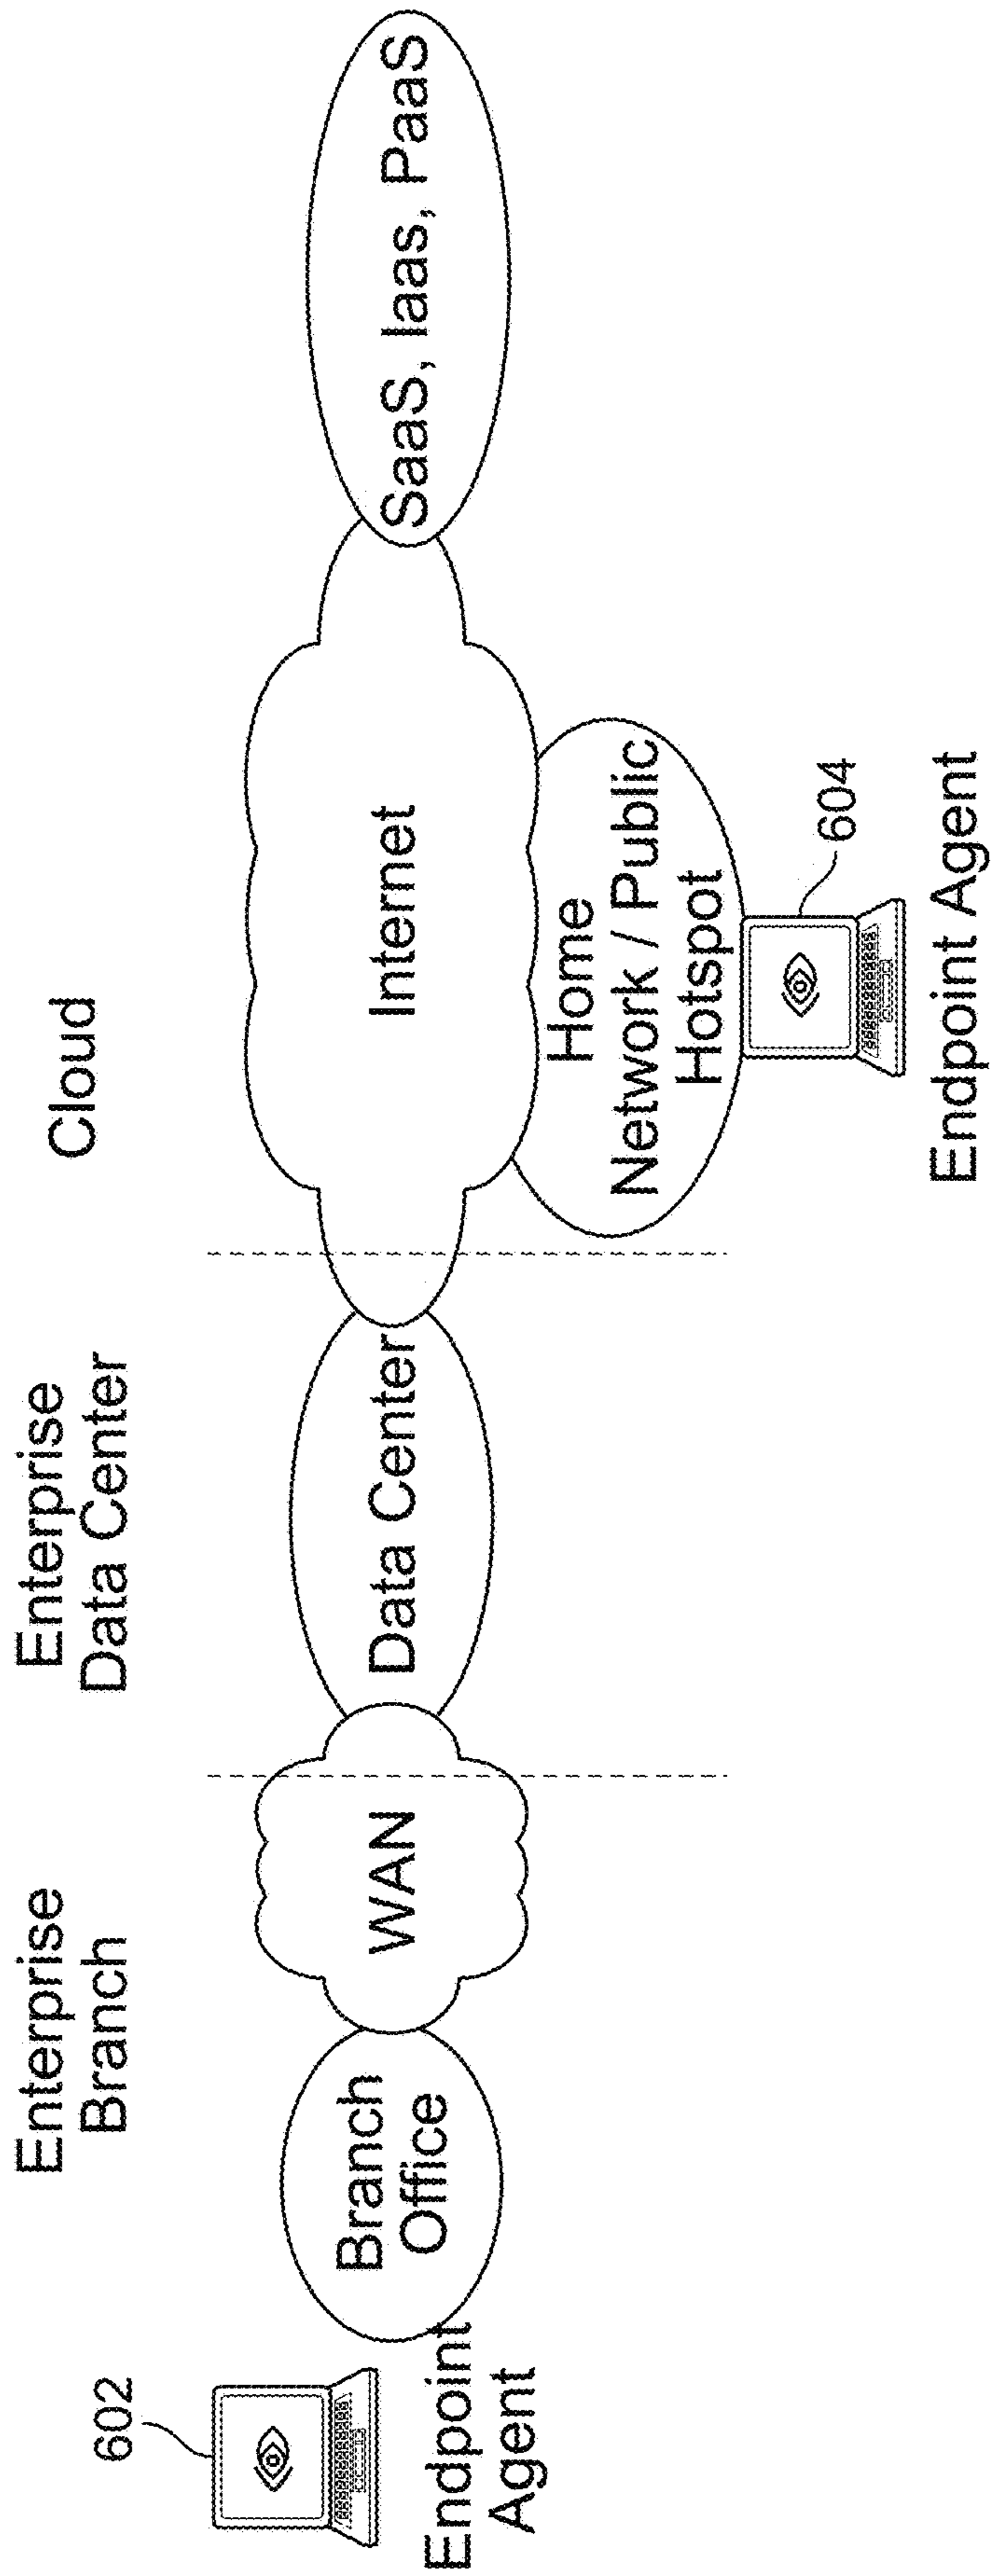 Enterprise
Branch
Enterprise
Data Center
Cloud
602
Endpoint
Agent
Branch
Office
WAN
Data Center
Internet
SaaS, Iaas, PaaS
Home
Network / Public
Hotspot
604
Endpoint Agent